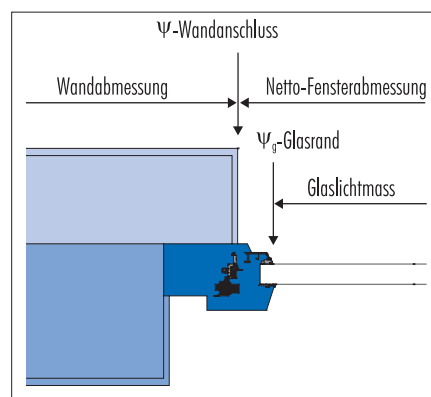 Ψ-Wandanschluss
Wandabmessung
Netto-Fensterabmessung
Ψg-Glasrand
Glaslichtmass